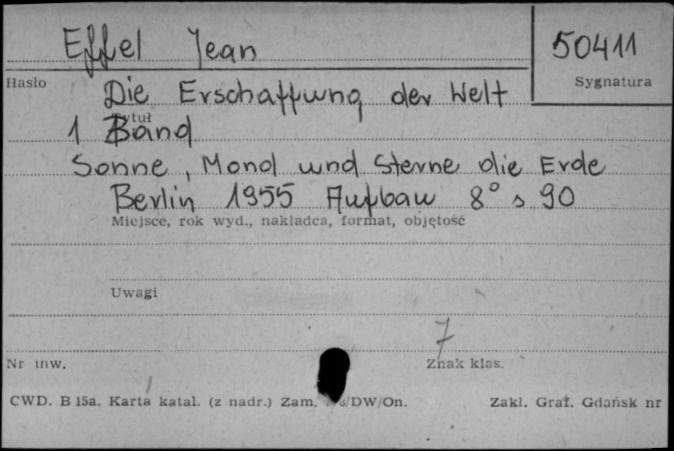 Effel Jean
50411
Hasło
Sygnatura
Die Erschaffung der Welt
Tytuł
1 Band
Sonne, Mond und Sterne die Erde
Berlin 1955 Aufbau 8° s 90
Miejsce, rok wyd., nakładca, format, objętość
Uwagi
7
Nr inw.
Znak klas.
CWD. B 15a. Karta katal. (z nadr.) Zam. /DW/On.
Zakł. Graf. Gdańsk nr